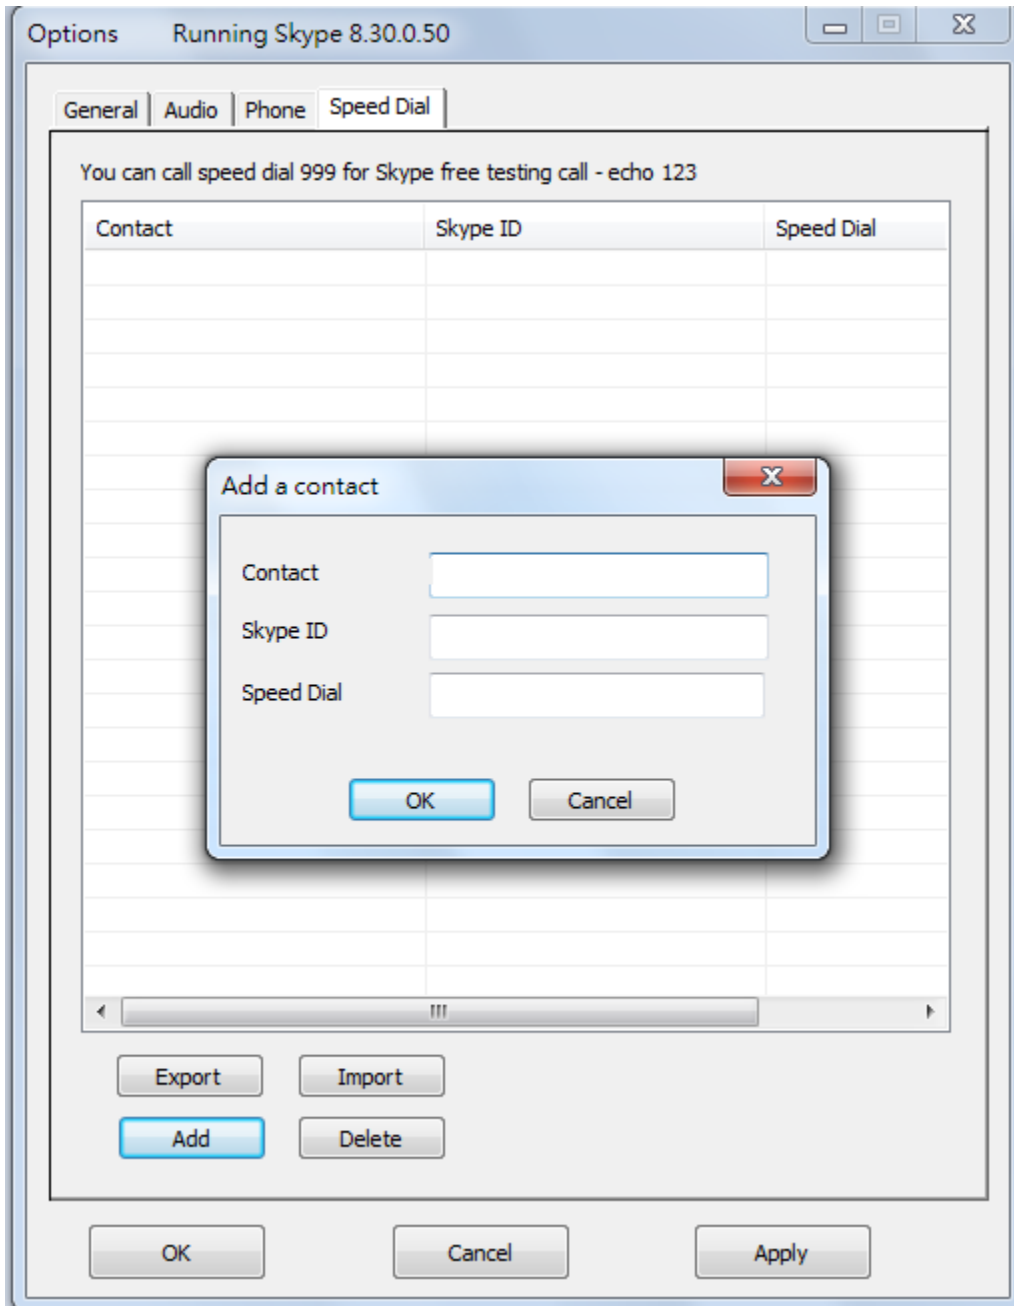 Options Running Skype 8.30.0.50
General Audio Phone Speed Dial
You can call speed dial 999 for Skype free testing call - echo 123
Contact Skype ID Speed Dial
Add a contact
Contact
Skype ID
Speed Dial
OK Cancel
Export Import
Add Delete
OK Cancel Apply